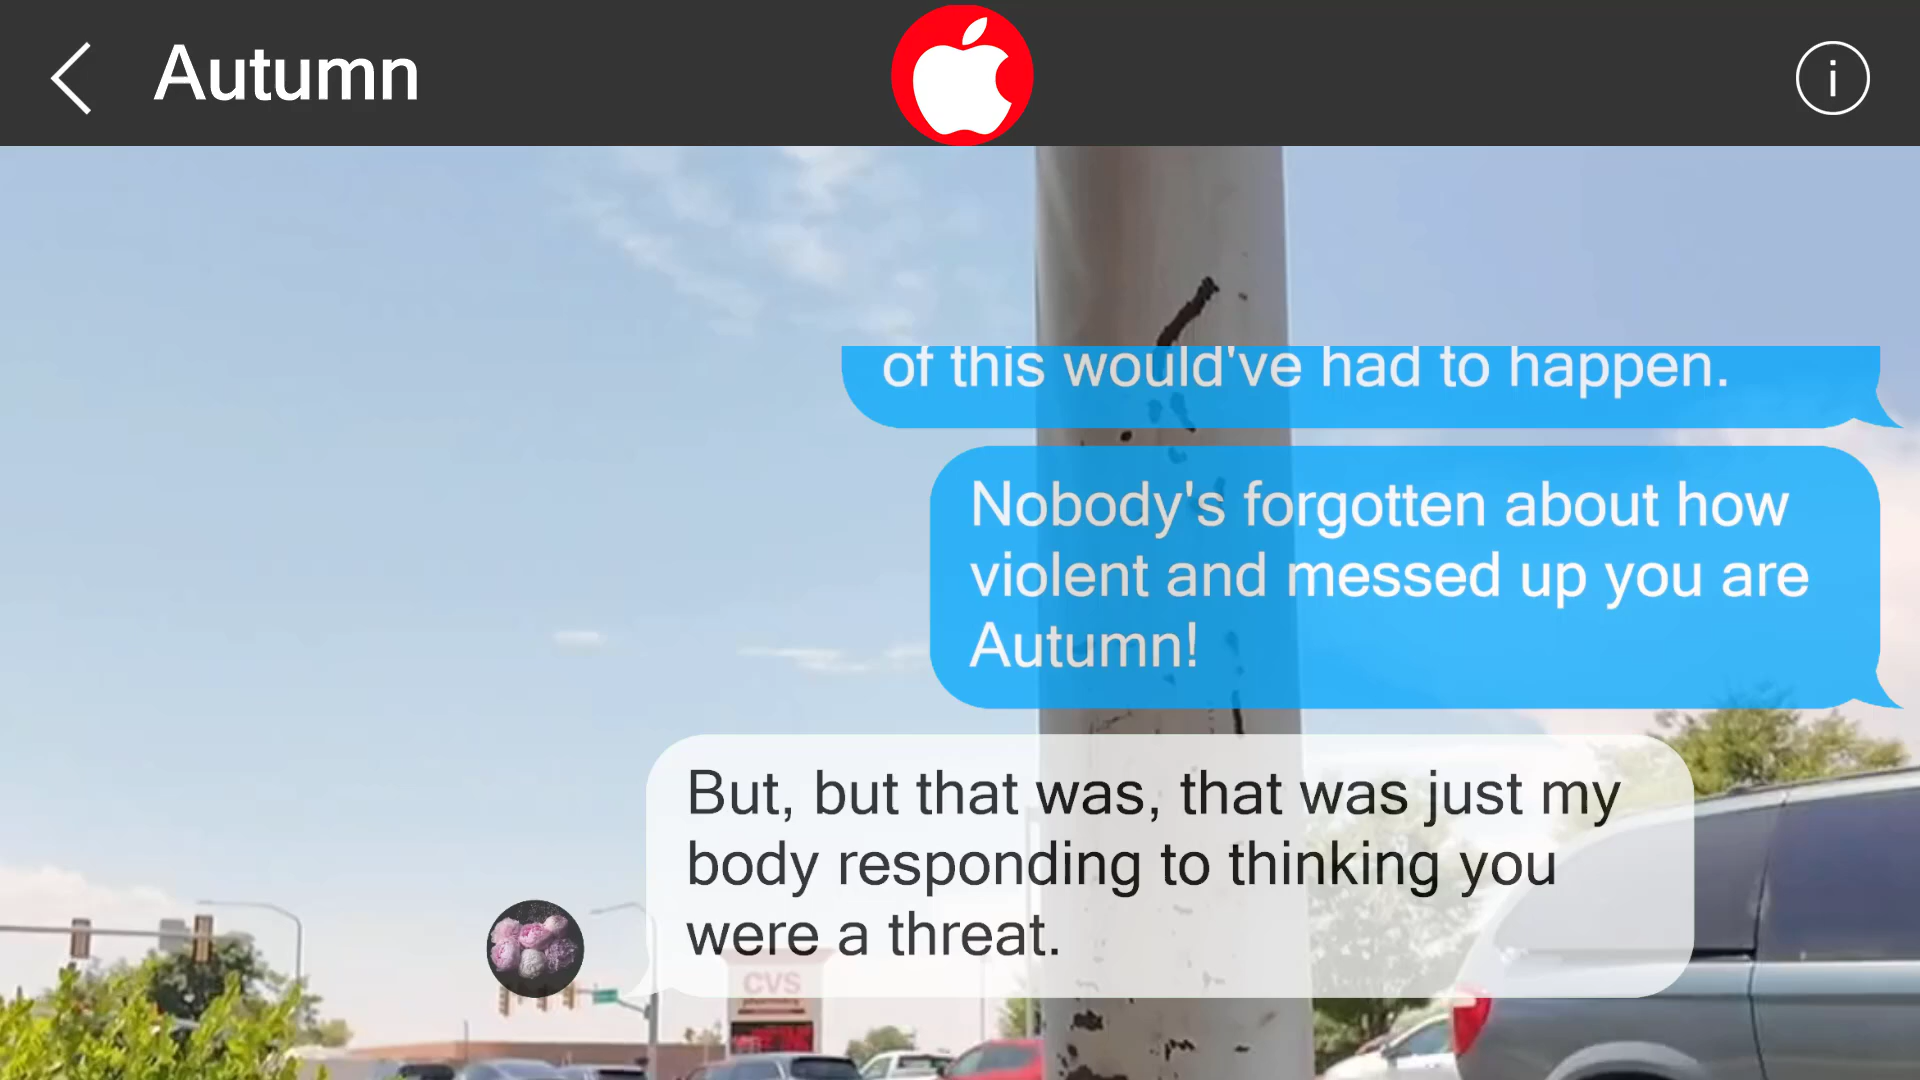 Autumn
i
of this would've had to happen.
Nobody's forgotten about how
violent and messed up you are
Autumn!
But, but that was, that was just my
body responding to thinking you
were a threat.
CVS